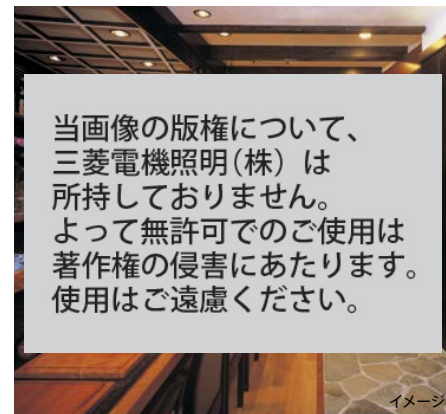 当画像の版権について、
三菱電機照明(株)は
所持しておりません。
よって無許可でのご使用は
著作権の侵害にあたります。
使用はご遠慮ください。
イメージ